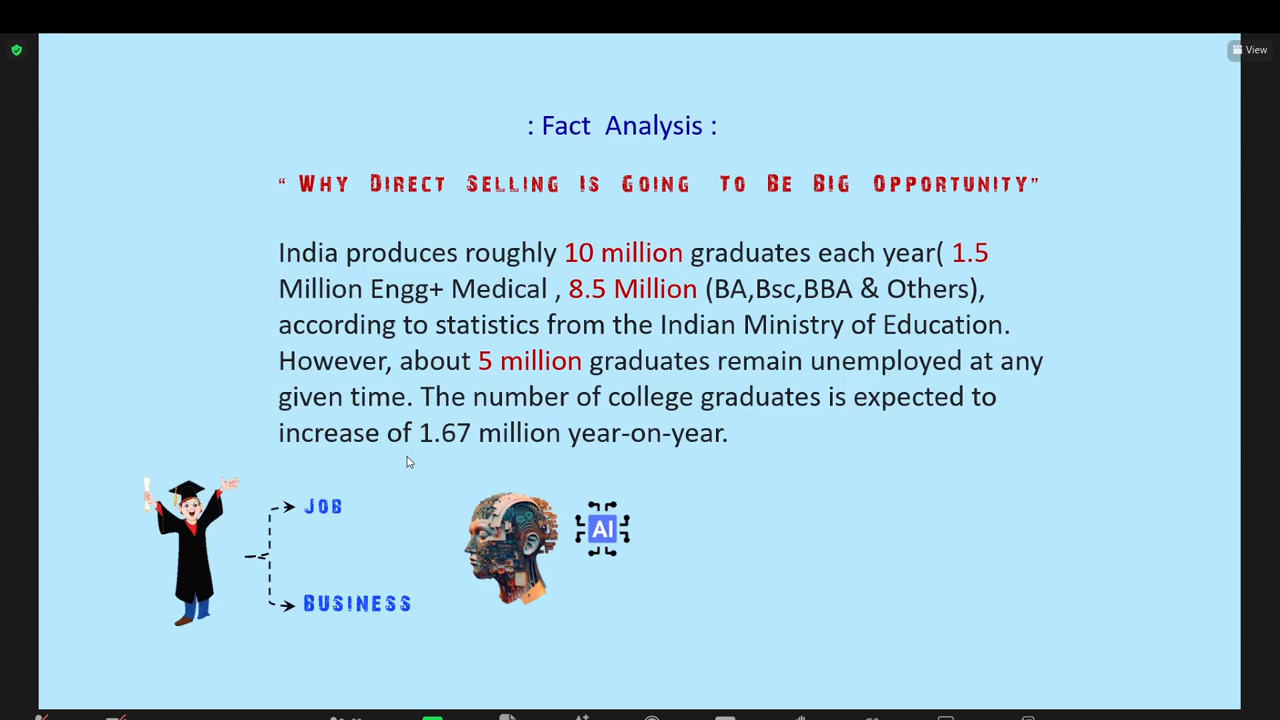 View
: Fact Analysis :
“ Why Direct Selling Is Going To Be Big Opportunity”
India produces roughly 10 million graduates each year( 1.5
Million Engg+ Medical , 8.5 Million (BA,Bsc,BBA & Others),
according to statistics from the Indian Ministry of Education.
However, about 5 million graduates remain unemployed at any
given time. The number of college graduates is expected to
increase of 1.67 million year-on-year.
Job
AI
Business